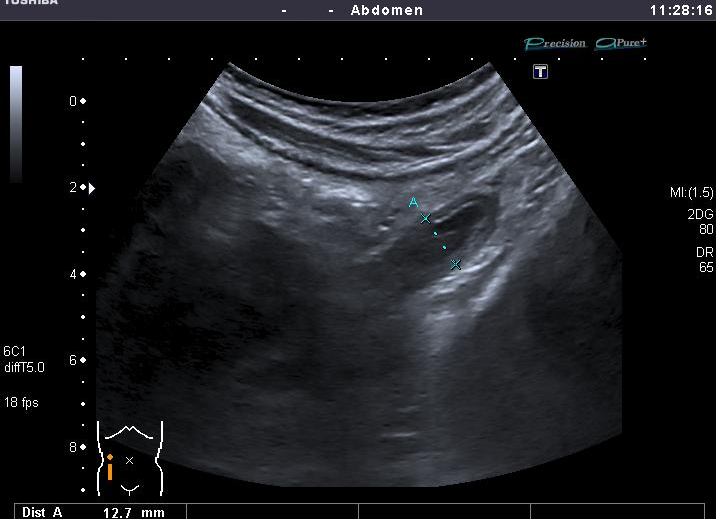 TOSHIBA
- - Abdomen 11:28:16
Precision APure+
T
0
2
A
MI:(1.5)
2DG
80
DR
65
4
6
6C1
diffT5.0
18 fps
8
Dist A 12.7 mm